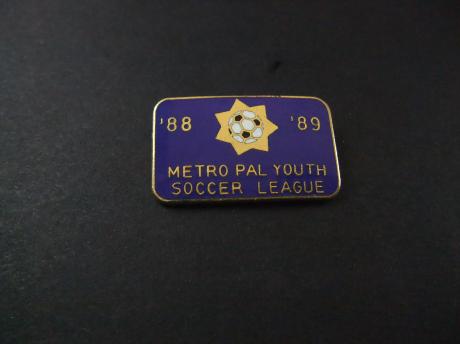 '88 '89
METRO PAL YOUTH
SOCCER LEAGUE